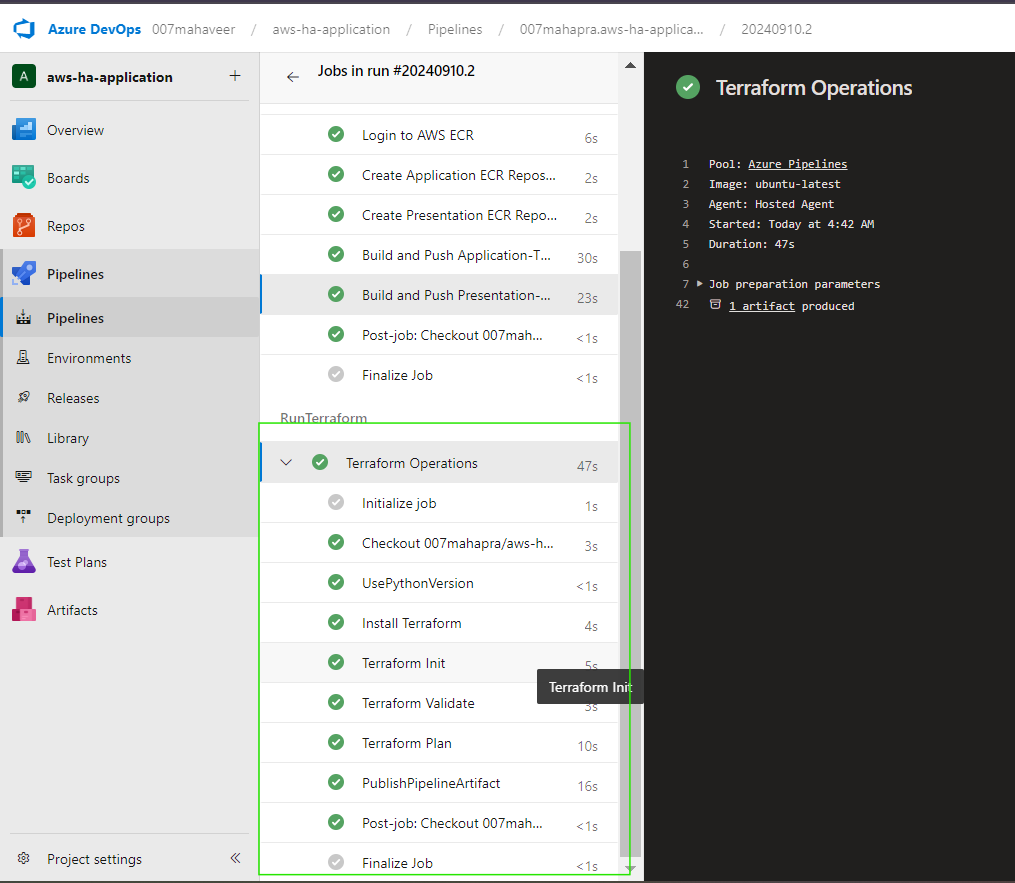 Azure DevOps 007mahaveer / aws-ha-application / Pipelines / 007mahapra.aws-ha-applica... / 20240910.2
A aws-ha-application +
Overview
Boards
Repos
Pipelines
Pipelines
Environments
Releases
Library
Task groups
Deployment groups
Test Plans
Artifacts
Project settings
Jobs in run #20240910.2
Login to AWS ECR 6s
Create Application ECR Repos... 2s
Create Presentation ECR Repo... 2s
Build and Push Application-T... 30s
Build and Push Presentation-... 23s
Post-job: Checkout 007mah... <1s
Finalize Job <1s
RunTerraform
Terraform Operations 47s
Initialize job 1s
Checkout 007mahapra/aws-h... 3s
UsePythonVersion <1s
Install Terraform 4s
Terraform Init 5s
Terraform Init
Terraform Validate 3s
Terraform Plan 10s
PublishPipelineArtifact 16s
Post-job: Checkout 007mah... <1s
Finalize Job <1s
Terraform Operations
1 Pool: Azure Pipelines
2 Image: ubuntu-latest
3 Agent: Hosted Agent
4 Started: Today at 4:42 AM
5 Duration: 47s
6
7 Job preparation parameters
42 1 artifact produced